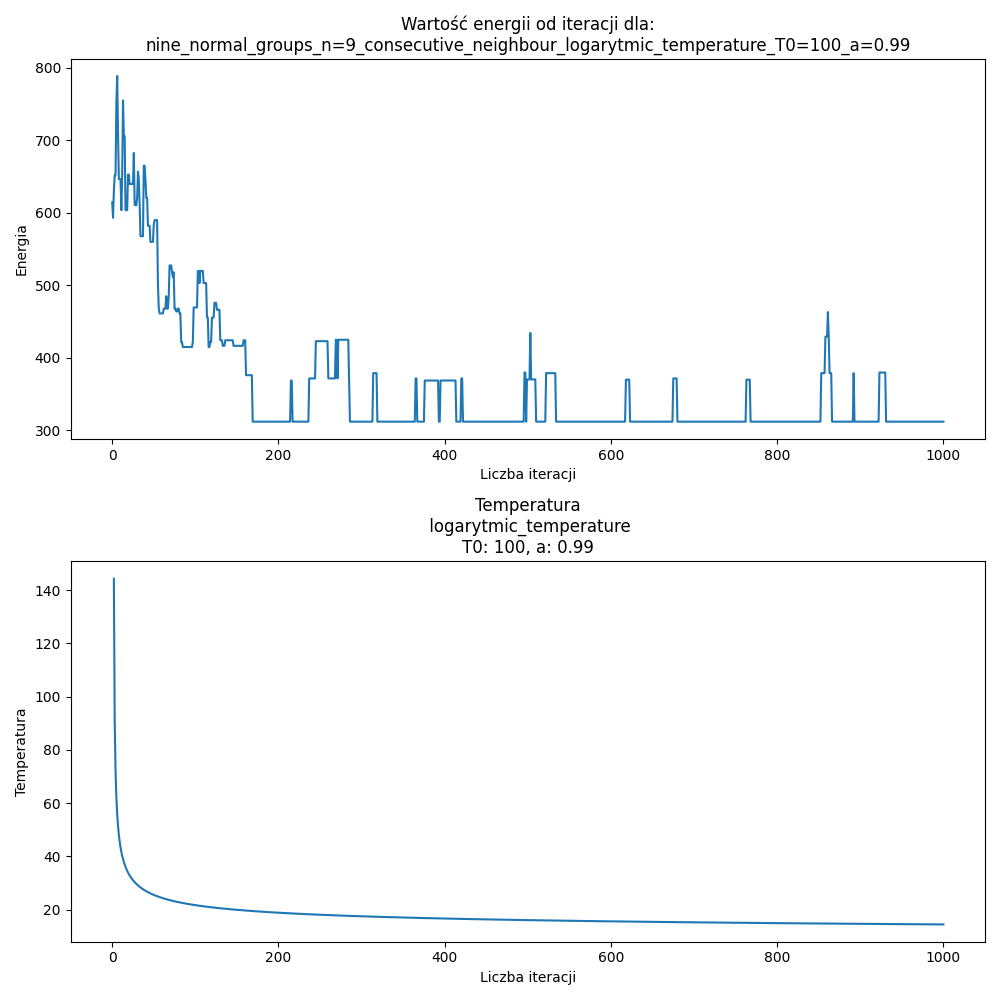 Wartość energii od iteracji dla:
nine_normal_groups_n=9_consecutive_neighbour_logarytmic_temperature_T0=100_a=0.99
800
700
600
500
400
300
Energia
0 200 400 600 800 1000
Liczba iteracji
Temperatura
logarytmic_temperature
T0: 100, a: 0.99
140
120
100
80
60
40
20
Temperatura
0 200 400 600 800 1000
Liczba iteracji